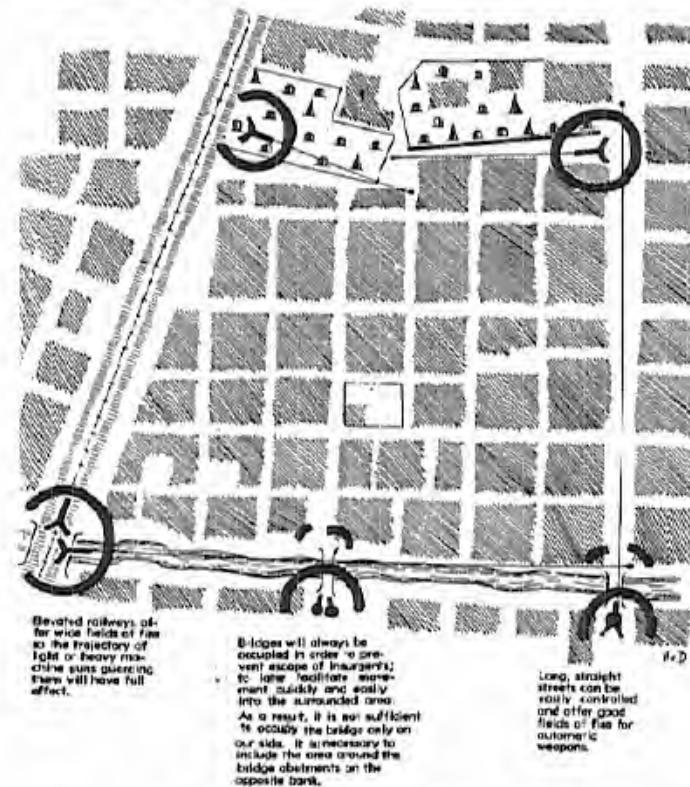 Elevated railways of-
fer wide fields of fire
so the trajectory of
light or heavy ma-
chine guns guarding
them will have full
effect.
Bridges will always be
occupied in order to pre-
vent escape of insurgents;
to later facilitate move-
ment quickly and easily
into the surrounded area.
As a result, it is not sufficient
to occupy the bridge only on
our side. It is necessary to
include the area around the
bridge abutments on the
opposite bank.
Long, straight
streets can be
easily controlled
and offer good
fields of fire for
automatic
weapons.